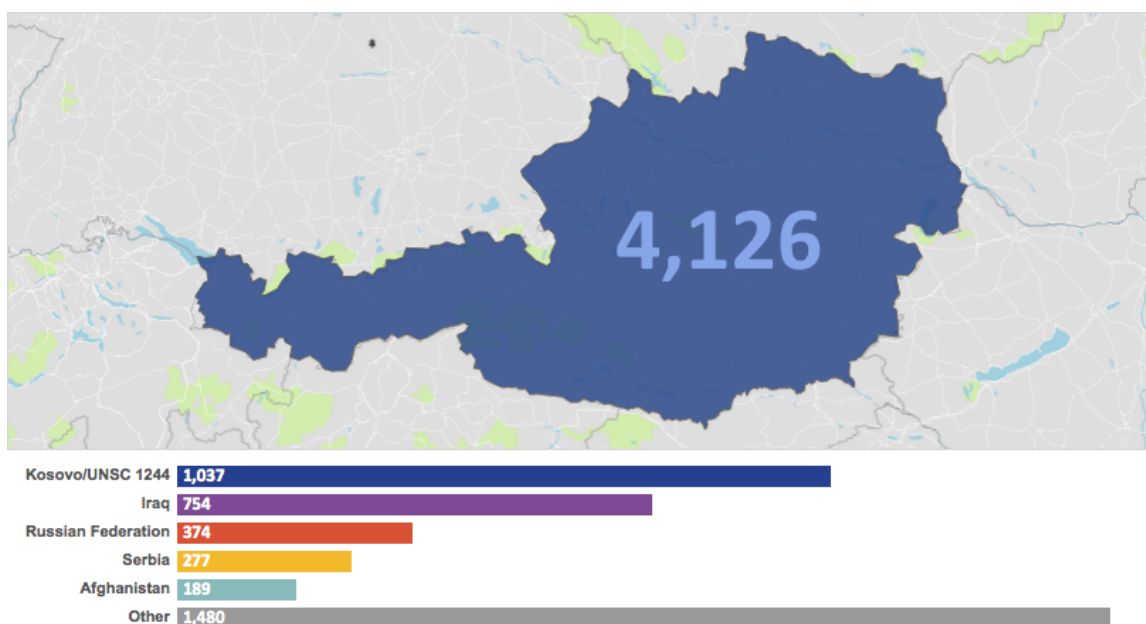 4,126
Kosovo/UNSC 1244 1,037
Iraq 754
Russian Federation 374
Serbia 277
Afghanistan 189
Other 1,480